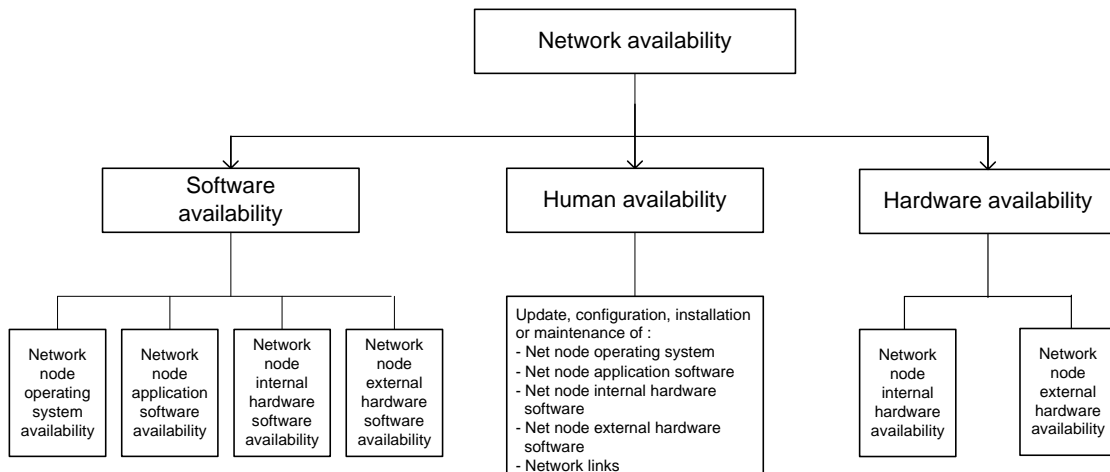 Network availability
Software
availability
Human availability
Hardware availability
Network
node
operating
system
availability
Network
node
application
software
availability
Network
node
internal
hardware
software
availability
Network
node
external
hardware
software
availability
Update, configuration, installation
or maintenance of :
- Net node operating system
- Net node application software
- Net node internal hardware
software
- Net node external hardware
software
- Network links
Network
node
internal
hardware
availability
Network
node
external
hardware
availability